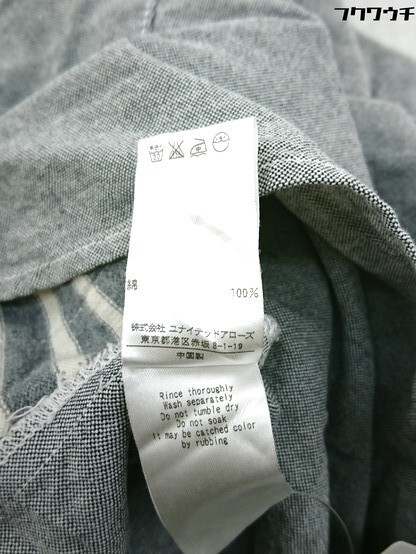 フクワウチ
綿
100%
株式会社 ユナイテッドアローズ
東京都港区赤坂8-1-19
中国製
Rince thoroughly
Wash separately
Do not tumble dry
Do not soak
It may be catched color
by rubbing